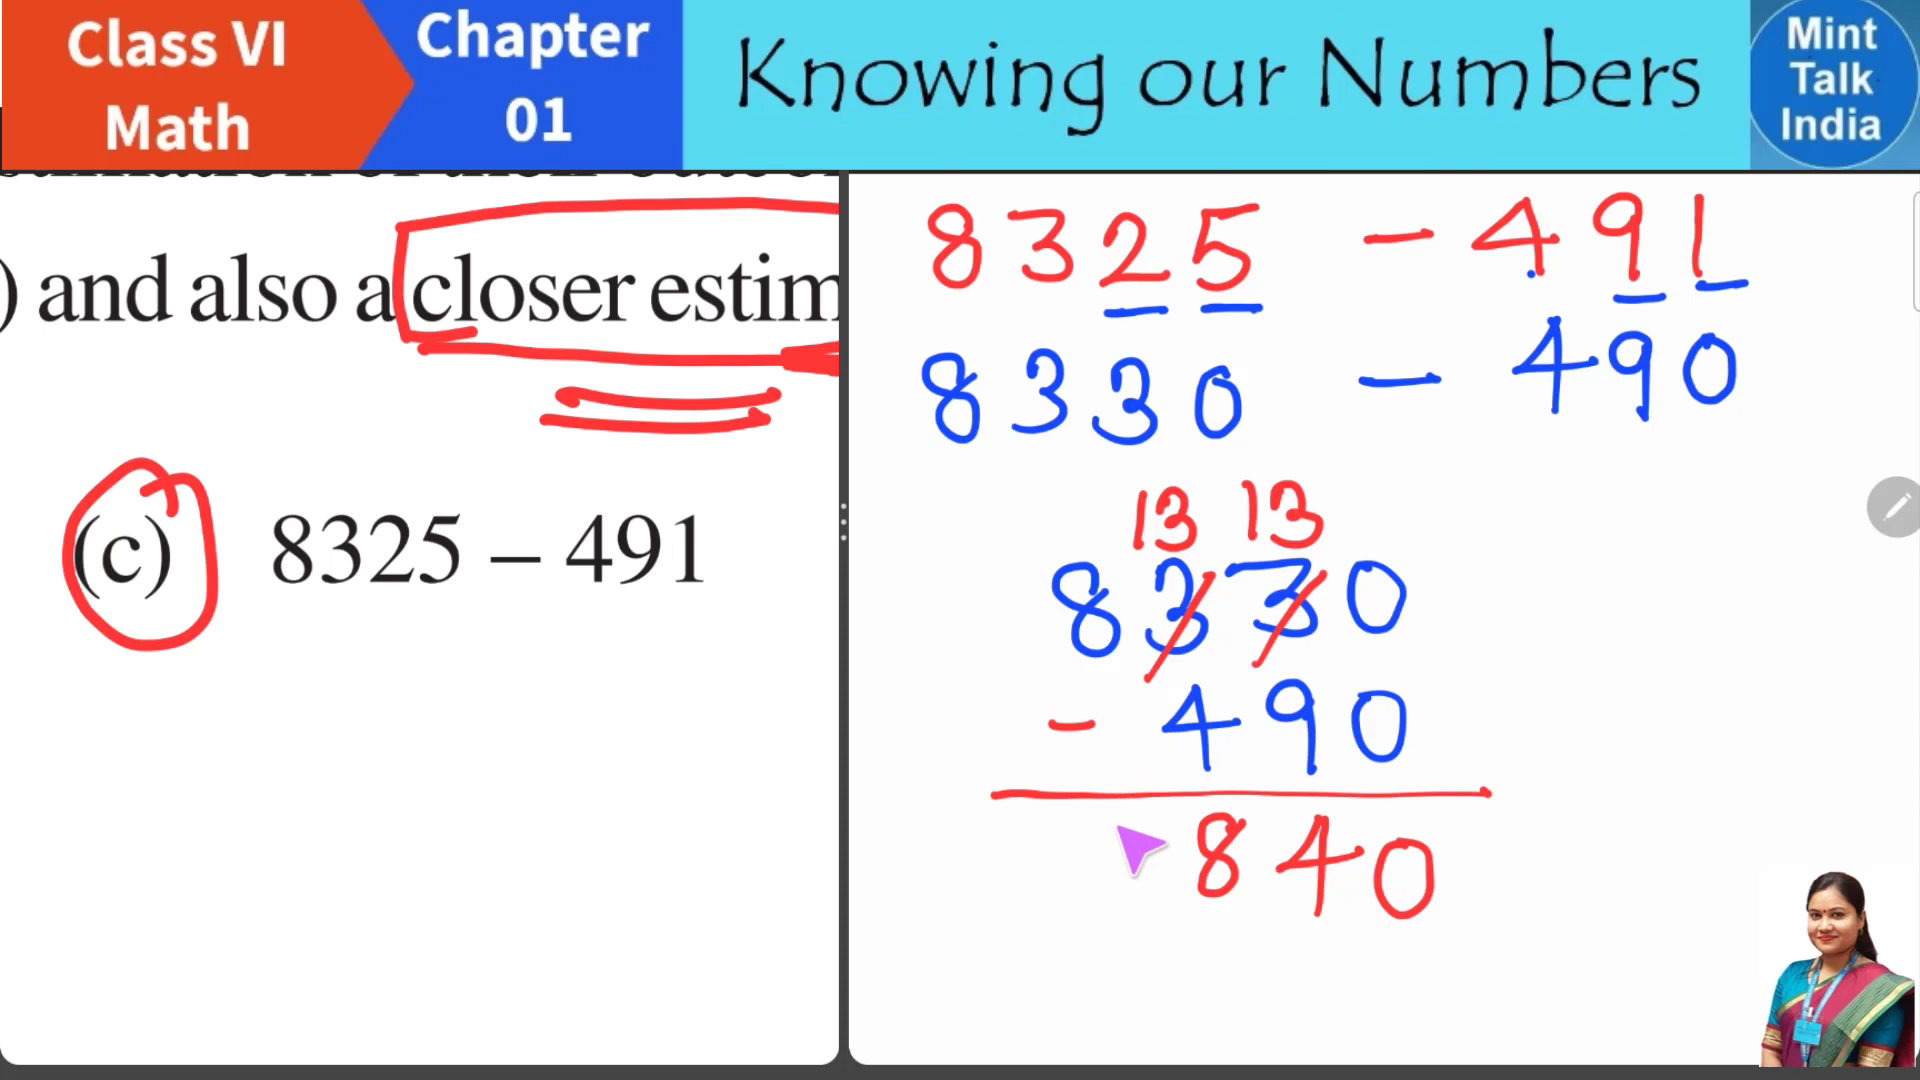 Class VI
Math
Chapter
01
Knowing our Numbers
Mint
Talk
India
) and also a closer estim
(c) 8325 – 491
8325 - 491
8330 - 490
13 13
8330
- 490
840